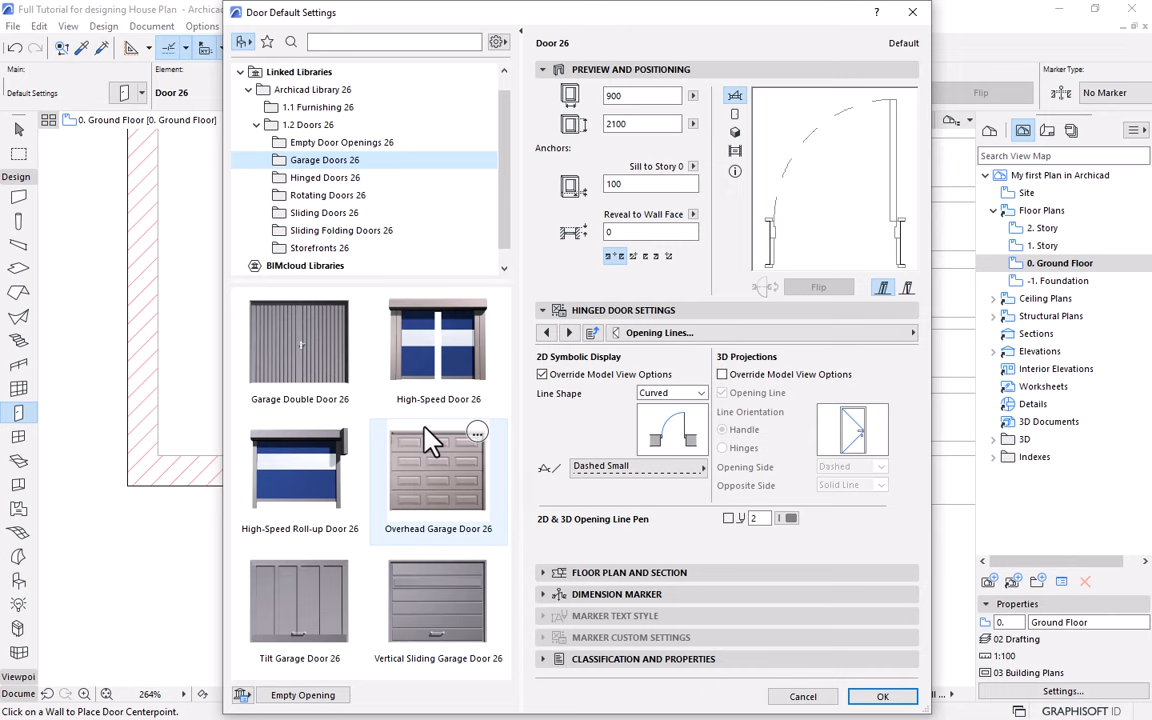 Full Tutorial for designing House Plan - Archicad
File Edit View Design Document Options
Main:
Element:
Default Settings
Door 26
0. Ground Floor [0. Ground Floor]
Design
Viewpoi
Docume
264%
Click on a Wall to Place Door Centerpoint.
Door Default Settings
?
Linked Libraries
Archicad Library 26
1.1 Furnishing 26
1.2 Doors 26
Empty Door Openings 26
Garage Doors 26
Hinged Doors 26
Rotating Doors 26
Sliding Doors 26
Sliding Folding Doors 26
Storefronts 26
BIMcloud Libraries
Garage Double Door 26
High-Speed Door 26
High-Speed Roll-up Door 26
Overhead Garage Door 26
Tilt Garage Door 26
Vertical Sliding Garage Door 26
Empty Opening
Door 26
Default
PREVIEW AND POSITIONING
900
2100
Anchors:
Sill to Story 0
100
Reveal to Wall Face
0
Flip
HINGED DOOR SETTINGS
Opening Lines...
2D Symbolic Display
3D Projections
Override Model View Options
Override Model View Options
Line Shape
Curved
Opening Line
Line Orientation
Handle
Hinges
Dashed Small
Opening Side
Dashed
Opposite Side
Solid Line
2D & 3D Opening Line Pen
2
FLOOR PLAN AND SECTION
DIMENSION MARKER
MARKER TEXT STYLE
MARKER CUSTOM SETTINGS
CLASSIFICATION AND PROPERTIES
Cancel
OK
Marker Type:
Flip
No Marker
Search View Map
My first Plan in Archicad
Site
Floor Plans
2. Story
1. Story
0. Ground Floor
-1. Foundation
Ceiling Plans
Structural Plans
Sections
Elevations
Interior Elevations
Worksheets
Details
3D Documents
3D
Indexes
Properties
0.
Ground Floor
02 Drafting
1:100
03 Building Plans
Settings...
GRAPHISOFT ID